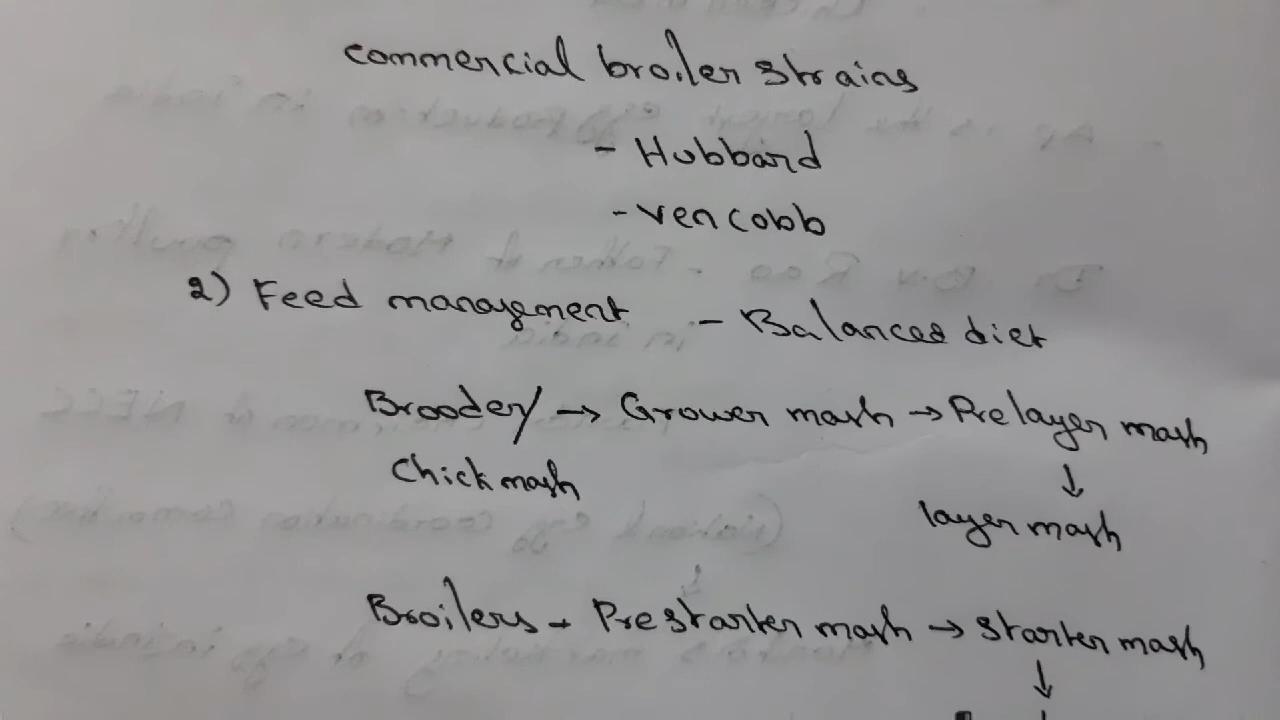 commercial broiler strains
- Hubbard
- Vencobb
2) Feed management - Balanced diet
Brooder/ → Grower mash → Prelayer mash
Chick mash
↓
layer mash
Broilers → Prestarter mash → starter mash
↓